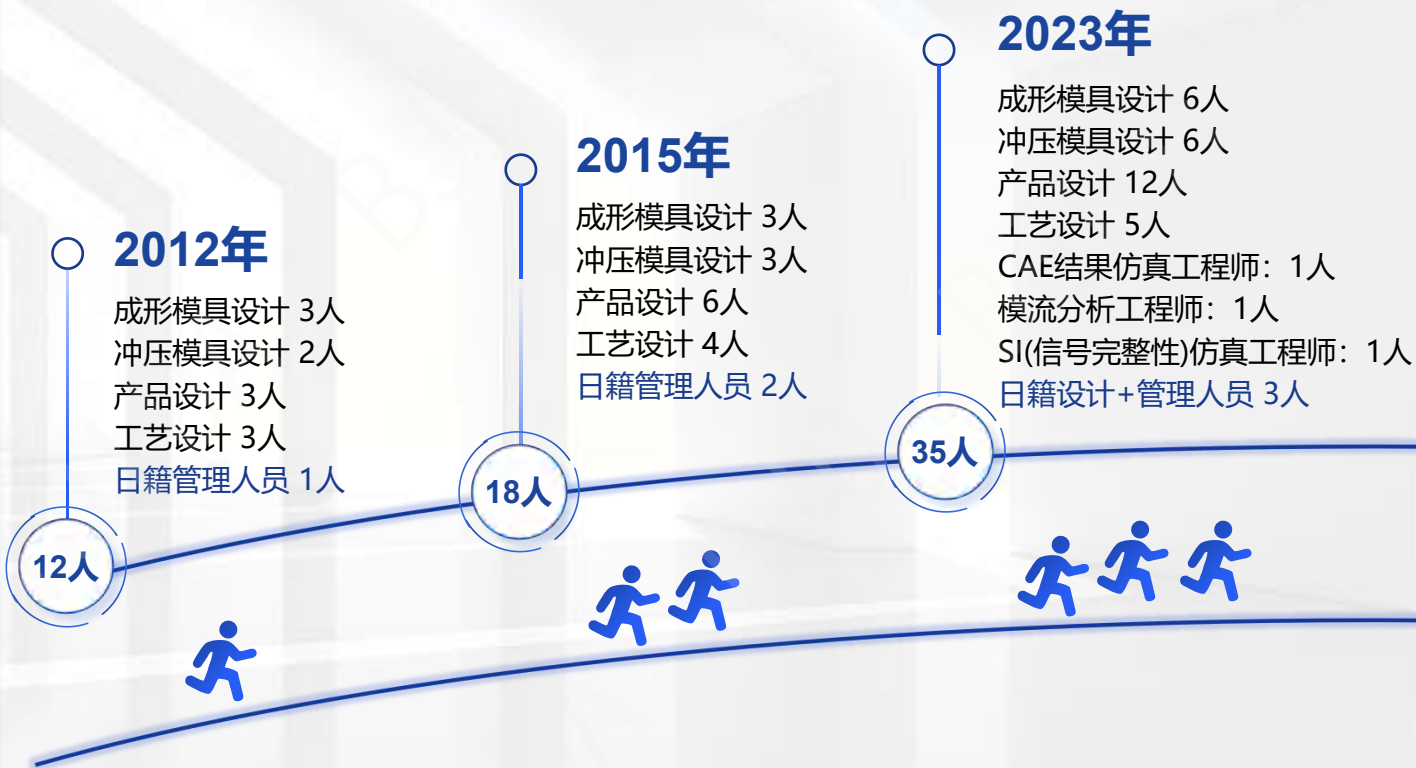 2012年
成形模具设计 3人
冲压模具设计 2人
产品设计 3人
工艺设计 3人
日籍管理人员 1人
12人
2015年
成形模具设计 3人
冲压模具设计 3人
产品设计 6人
工艺设计 4人
日籍管理人员 2人
18人
2023年
成形模具设计 6人
冲压模具设计 6人
产品设计 12人
工艺设计 5人
CAE结果仿真工程师：1人
模流分析工程师：1人
SI(信号完整性)仿真工程师：1人
日籍设计+管理人员 3人
35人